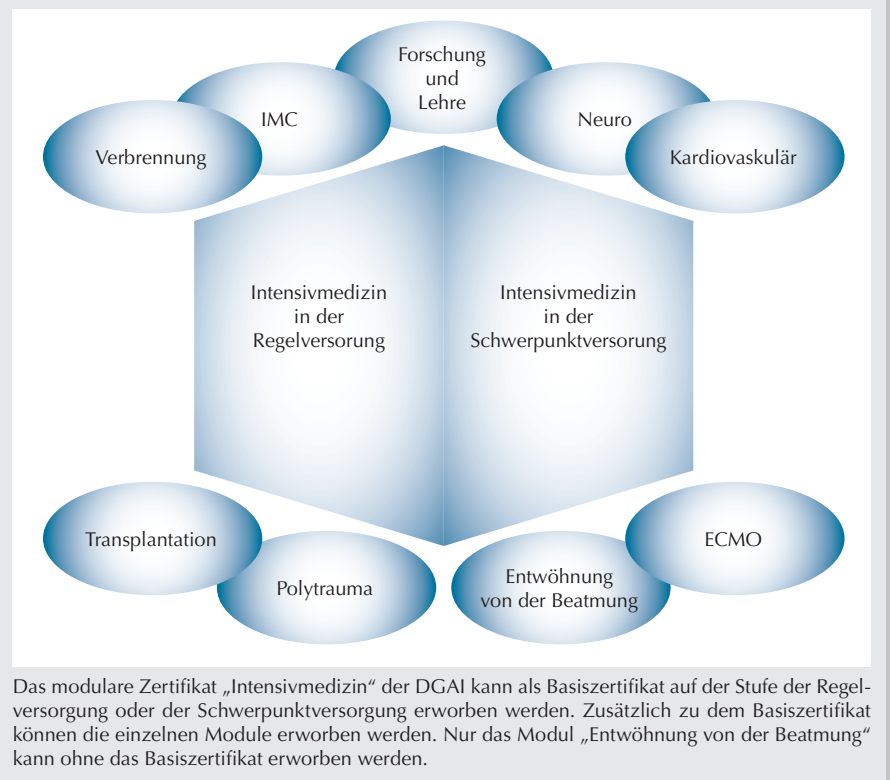 Forschung
und
Lehre
IMC
Neuro
Verbrennung
Kardiovaskulär
Intensivmedizin
in der
Regelversorung
Intensivmedizin
in der
Schwerpunktversorung
Transplantation
ECMO
Polytrauma
Entwöhnung
von der Beatmung
Das modulare Zertifikat „Intensivmedizin“ der DGAI kann als Basiszertifikat auf der Stufe der Regel-
versorgung oder der Schwerpunktversorgung erworben werden. Zusätzlich zu dem Basiszertifikat
können die einzelnen Module erworben werden. Nur das Modul „Entwöhnung von der Beatmung“
kann ohne das Basiszertifikat erworben werden.